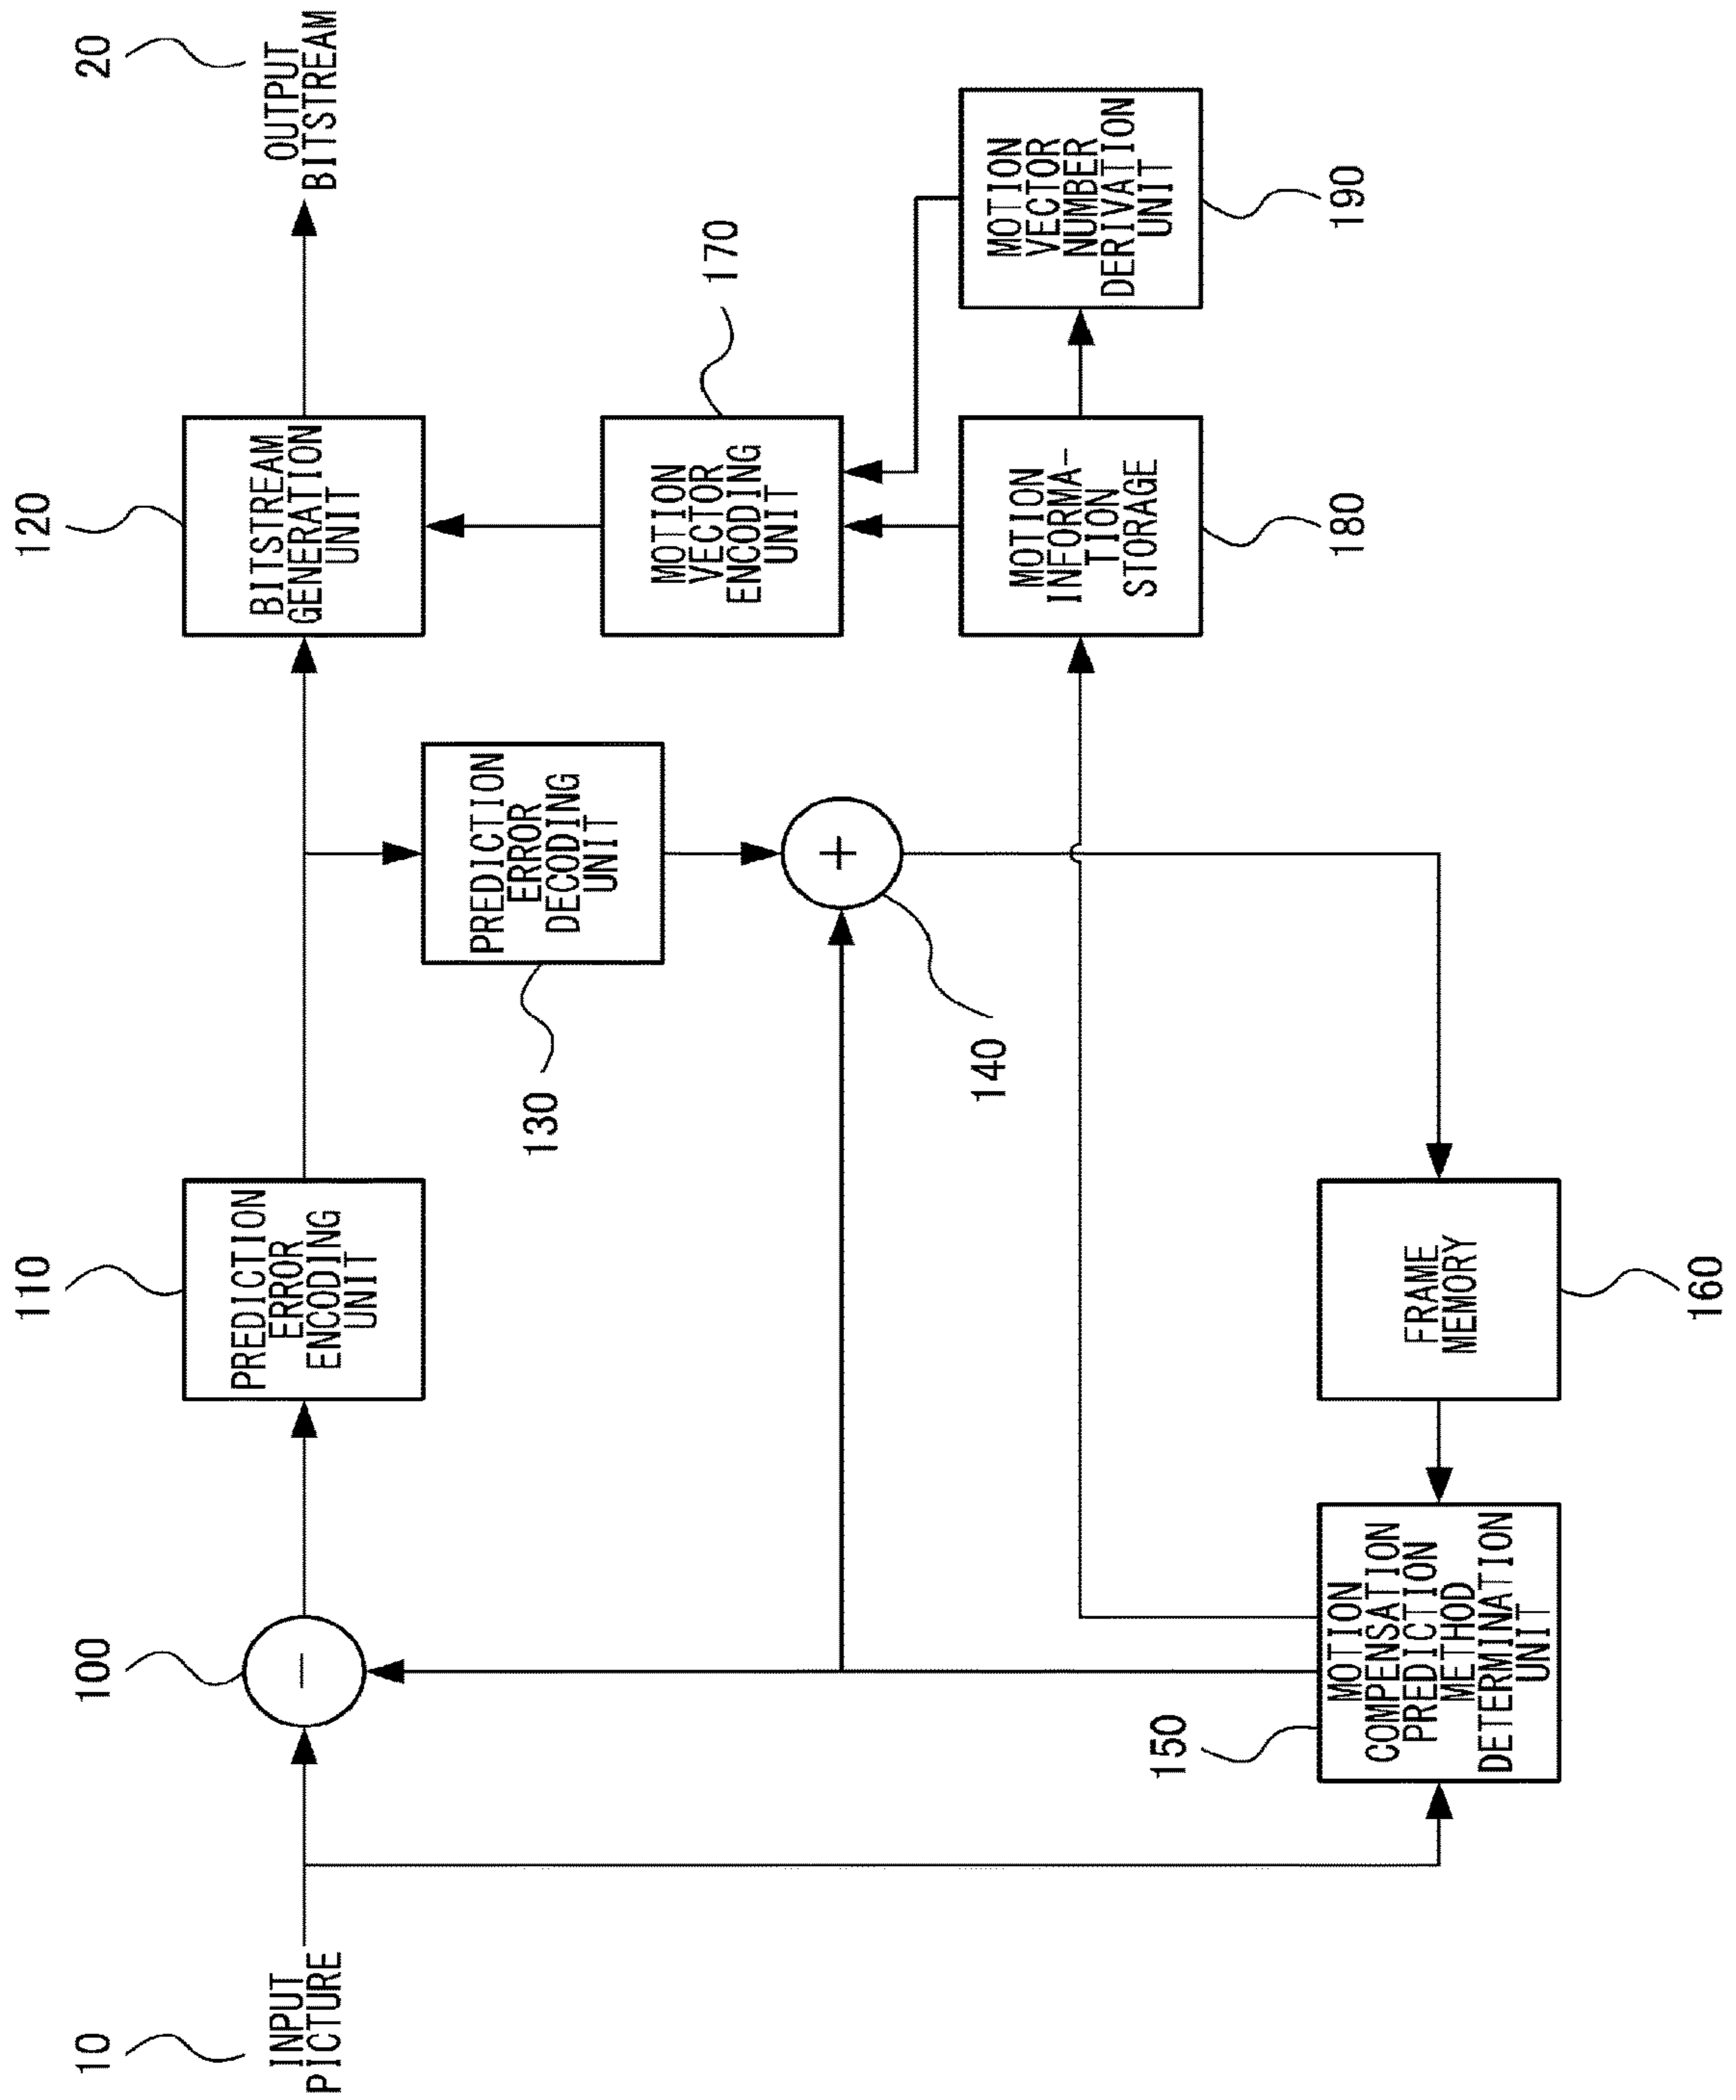 10
INPUT
PICTURE
100
110
PREDICTION
ERROR
ENCODING
UNIT
120
BITSTREAM
GENERATION
UNIT
20
OUTPUT
BITSTREAM
130
PREDICTION
ERROR
DECODING
UNIT
−
+
140
170
MOTION
VECTOR
ENCODING
UNIT
MOTION
INFORMA-
TION
STORAGE
180
MOTION
VECTOR
NUMBER
DERIVATION
UNIT
190
150
MOTION
COMPENSATION
PREDICTION
METHOD
DETERMINATION
UNIT
FRAME
MEMORY
160